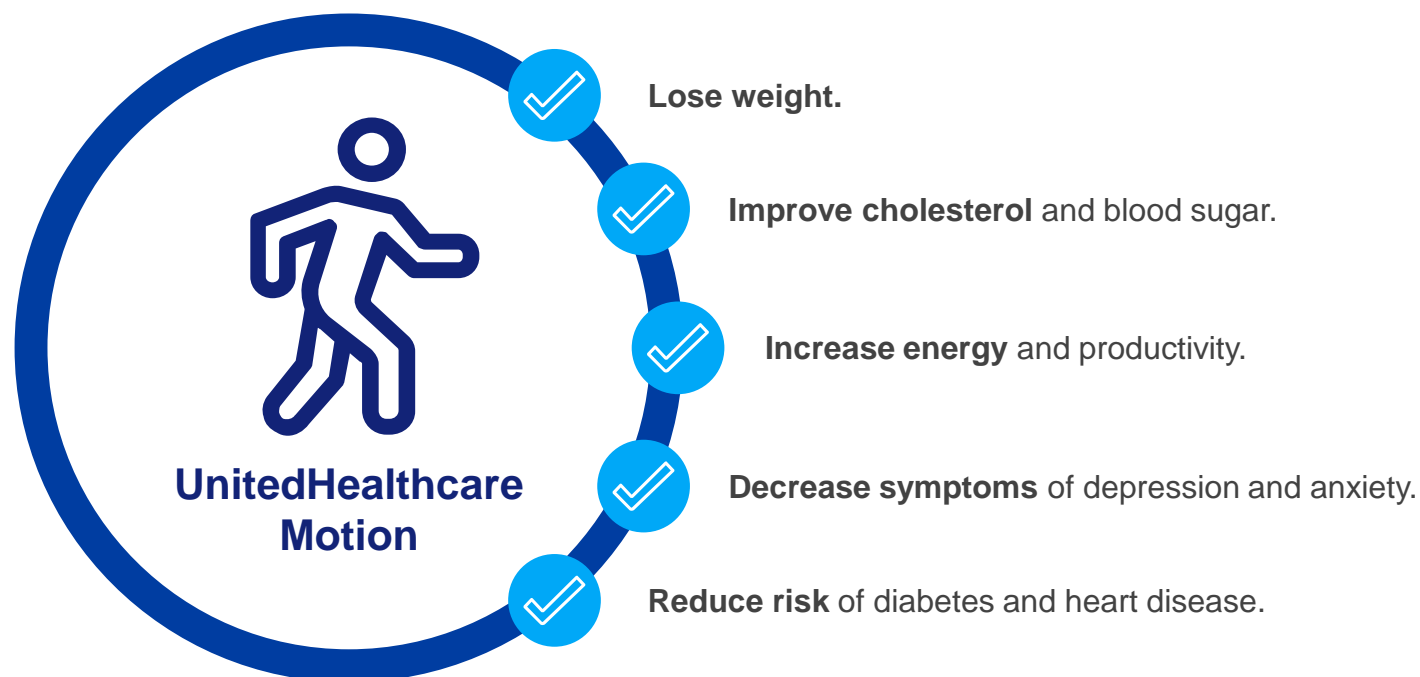 Lose weight.
Improve cholesterol and blood sugar.
Increase energy and productivity.
UnitedHealthcare
Motion
Decrease symptoms of depression and anxiety.
Reduce risk of diabetes and heart disease.